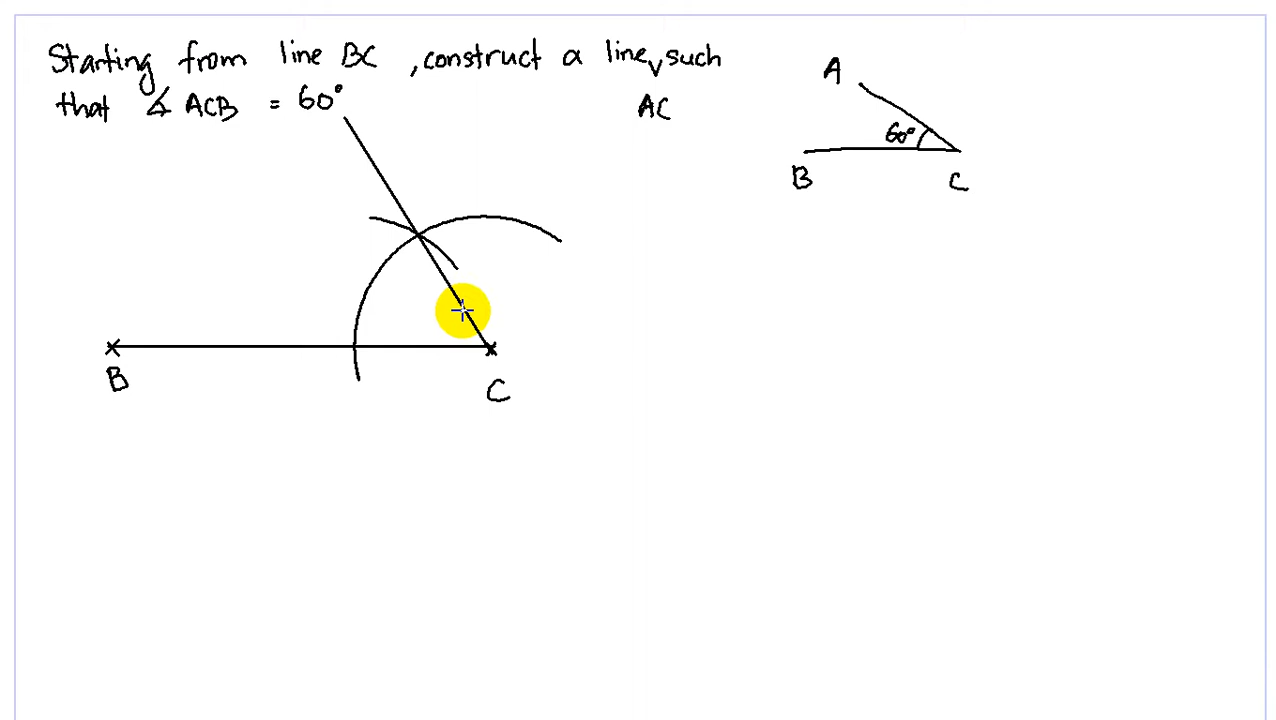 Starting from line BC , construct a line, such
that ∡ ACB = 60° AC
A
60°
B C
B
C